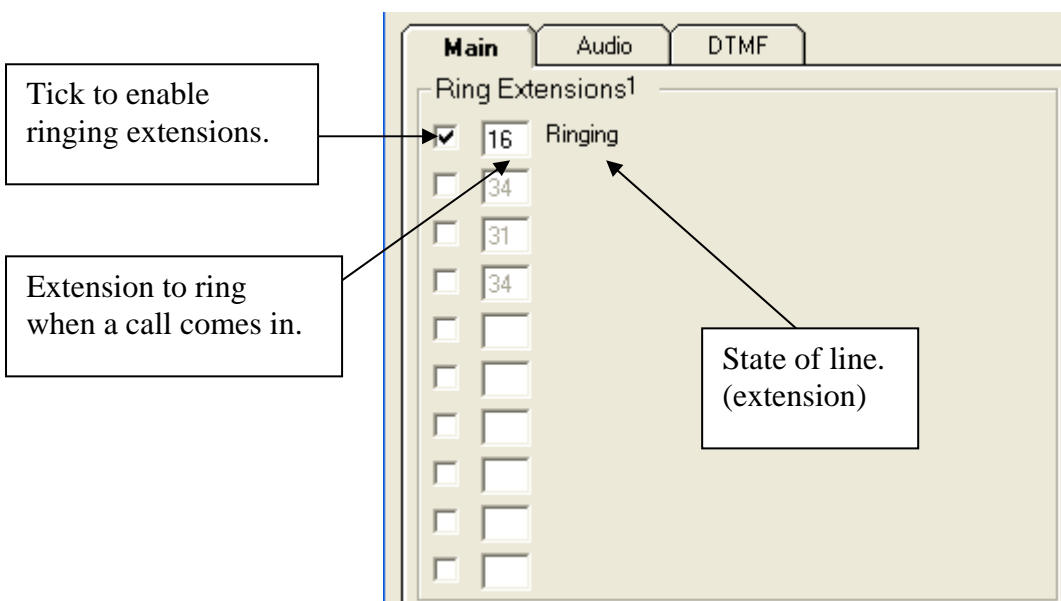 Main Audio DTMF
Ring Extensions1
Tick to enable
ringing extensions.
16 Ringing
34
31
34
Extension to ring
when a call comes in.
State of line.
(extension)